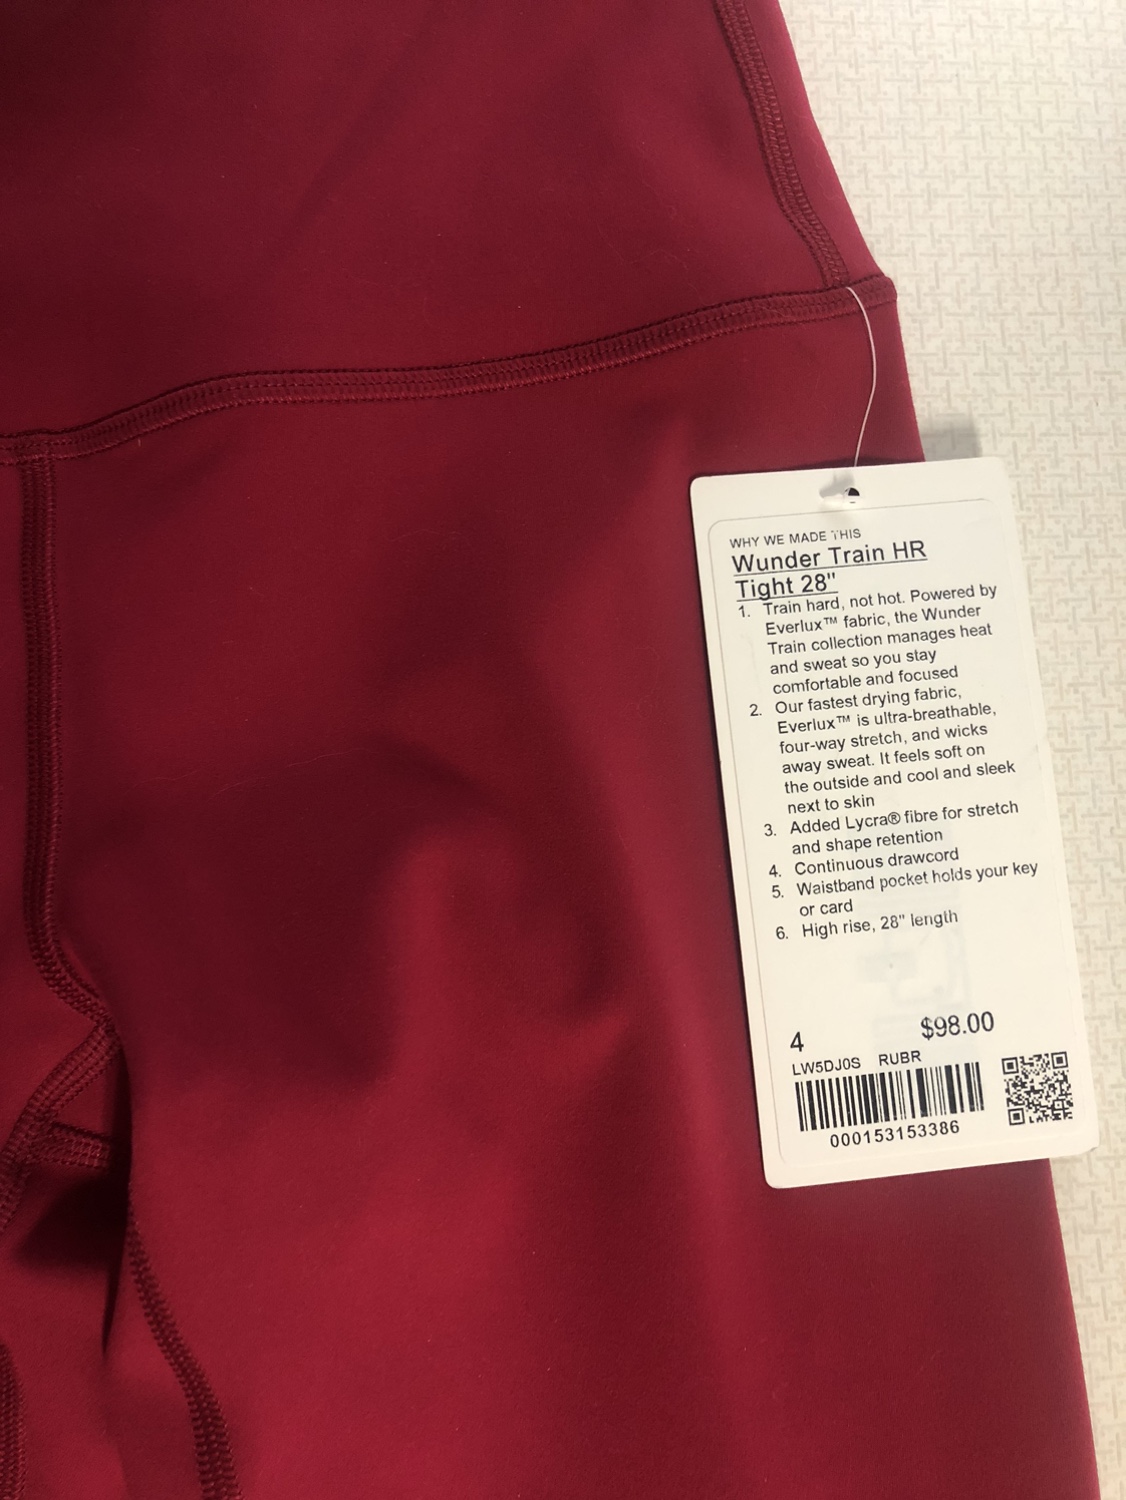 WHY WE MADE THIS
Wunder Train HR
Tight 28"
1. Train hard, not hot. Powered by
Everlux™ fabric, the Wunder
Train collection manages heat
and sweat so you stay
comfortable and focused
2. Our fastest drying fabric,
Everlux™ is ultra-breathable,
four-way stretch, and wicks
away sweat. It feels soft on
the outside and cool and sleek
next to skin
3. Added Lycra® fibre for stretch
and shape retention
4. Continuous drawcord
5. Waistband pocket holds your key
or card
6. High rise, 28" length
4 $98.00
LW5DJ0S RUBR
000153153386